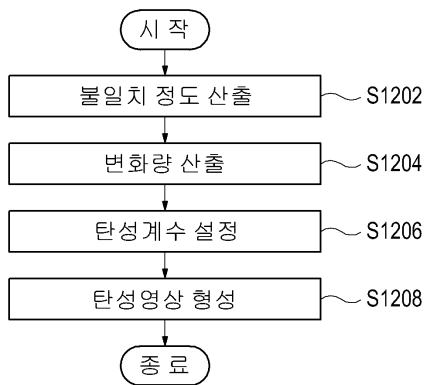 시 작
불일치 정도 산출
S1202
변화량 산출
S1204
탄성계수 설정
S1206
탄성영상 형성
S1208
종 료